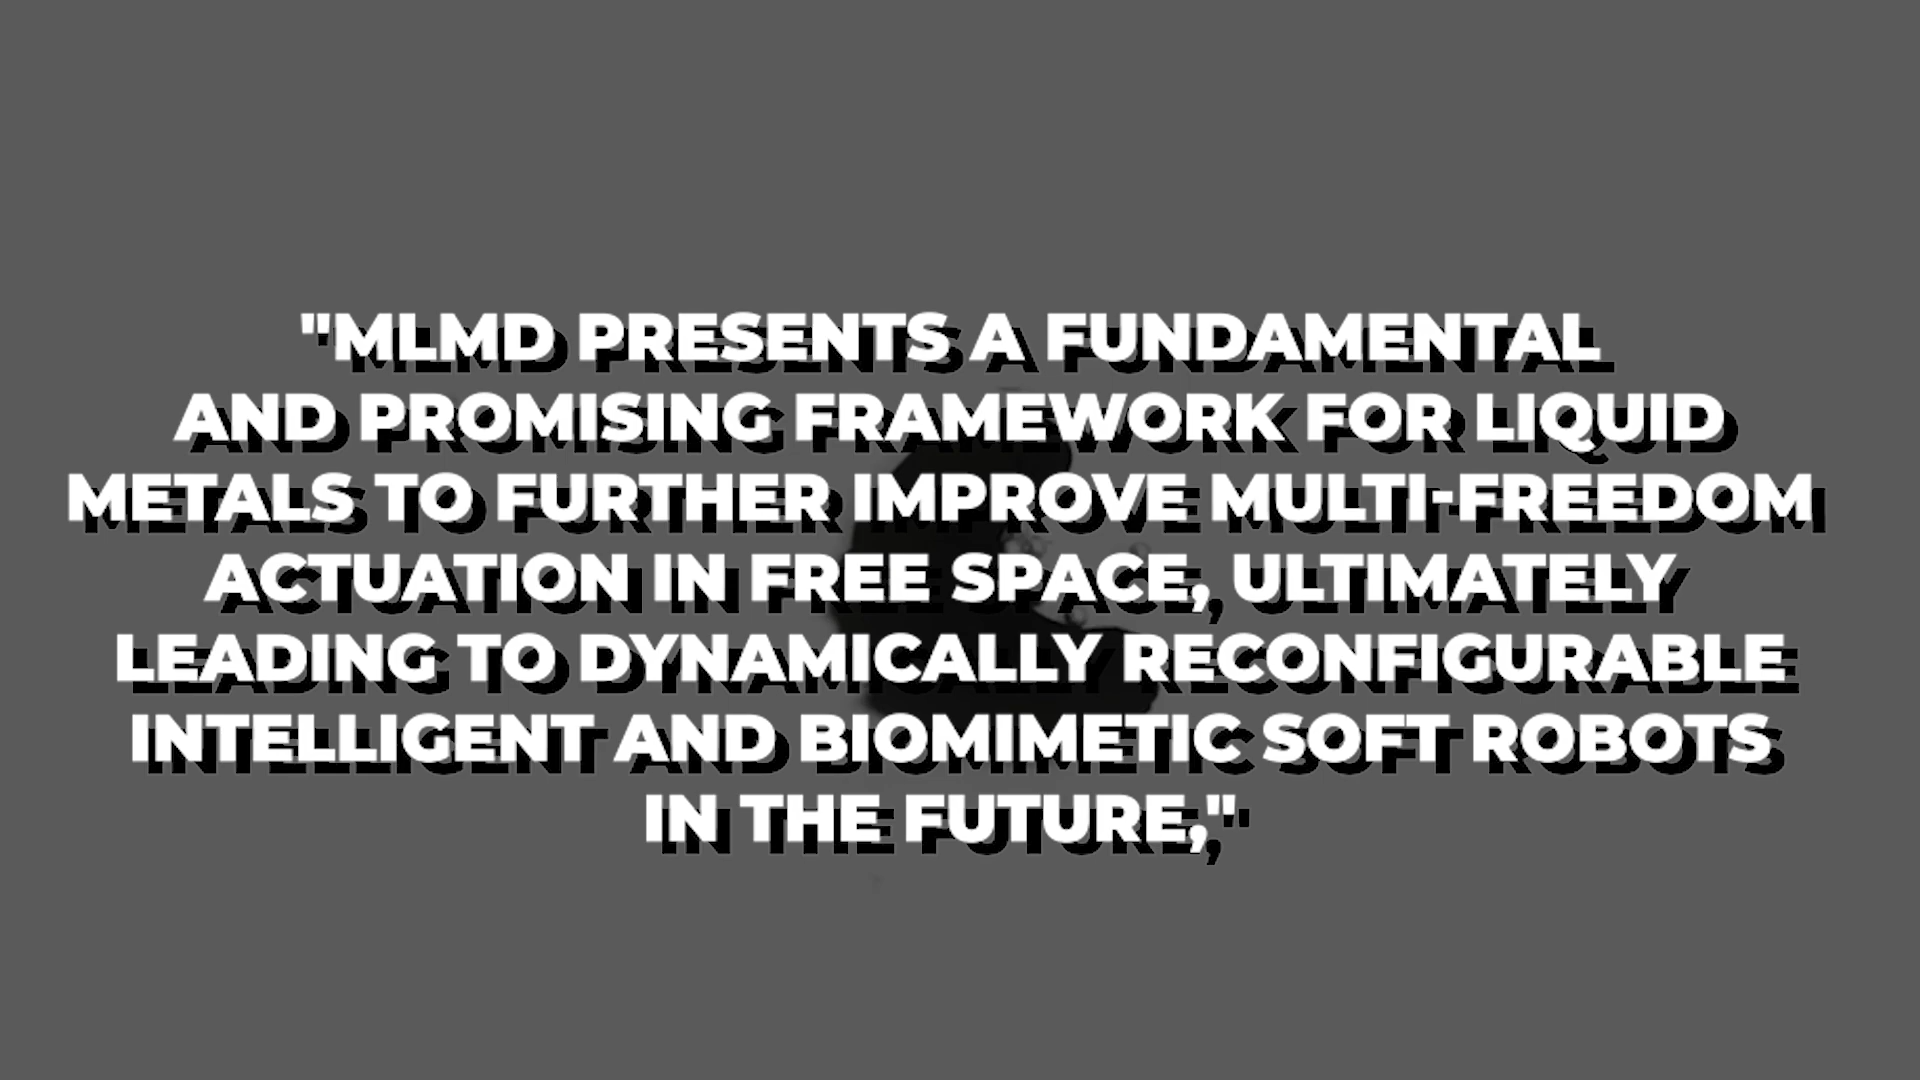 "MLMD PRESENTS A FUNDAMENTAL
AND PROMISING FRAMEWORK FOR LIQUID
METALS TO FURTHER IMPROVE MULTI-FREEDOM
ACTUATION IN FREE SPACE, ULTIMATELY
LEADING TO DYNAMICALLY RECONFIGURABLE
INTELLIGENT AND BIOMIMETIC SOFT ROBOTS
IN THE FUTURE,"